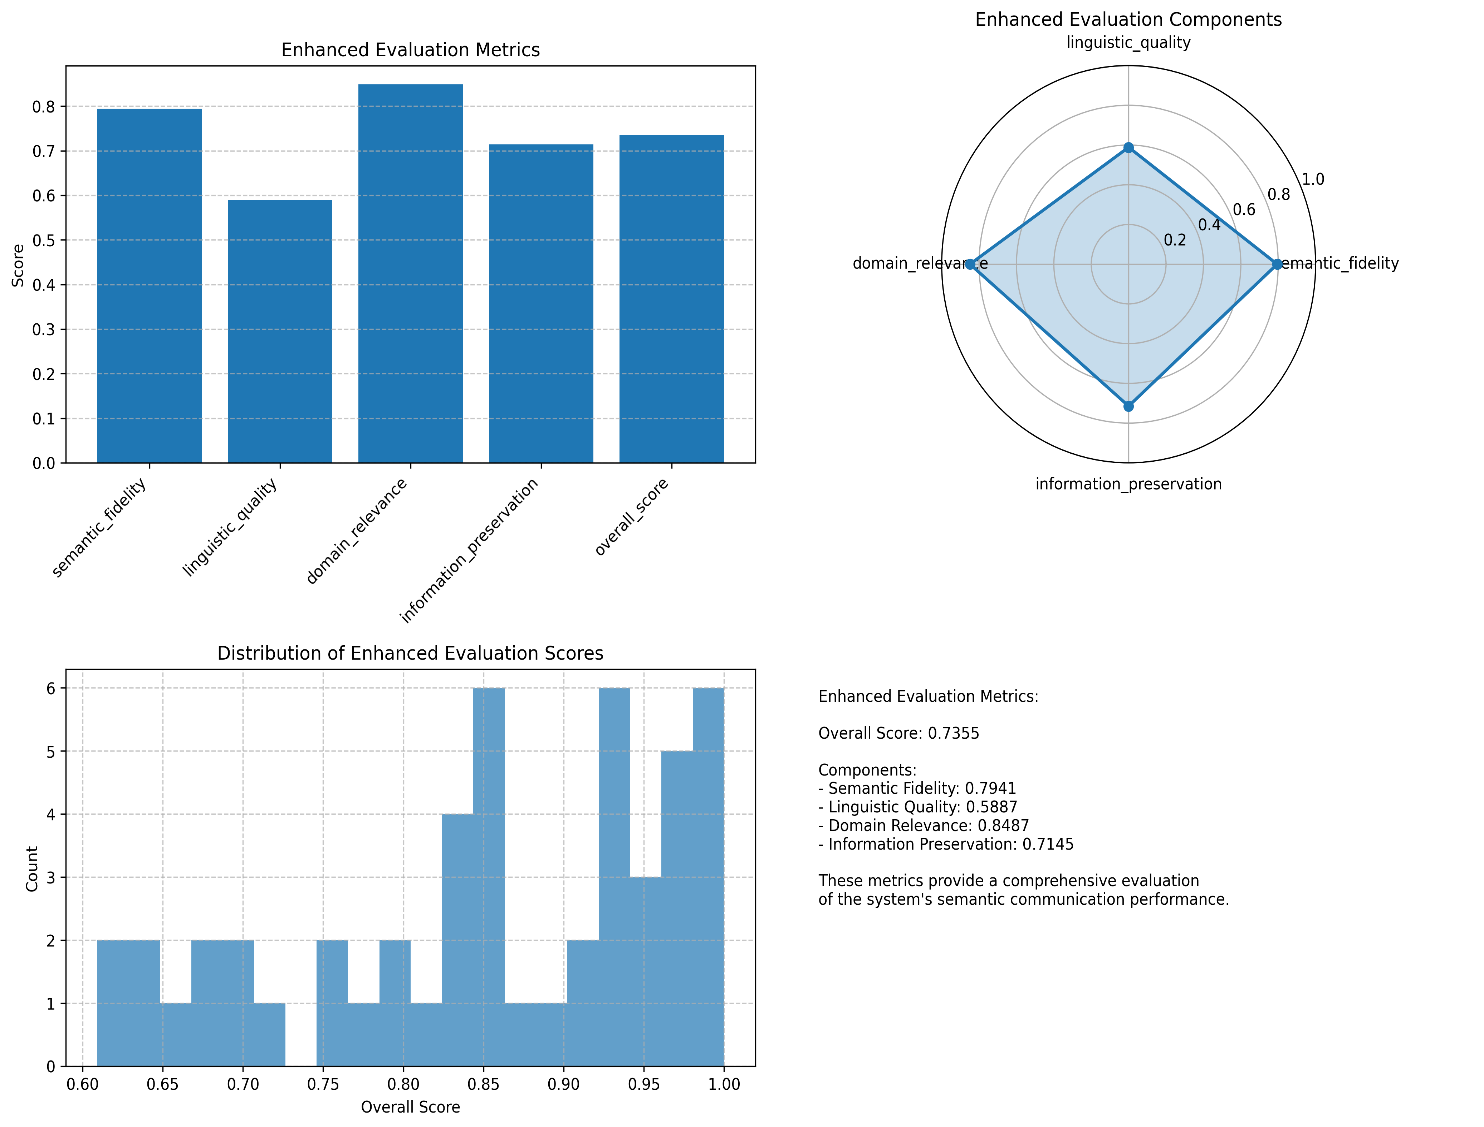 Enhanced Evaluation Metrics
Score
0.8
0.7
0.6
0.5
0.4
0.3
0.2
0.1
0.0
semantic_fidelity
linguistic_quality
domain_relevance
information_preservation
overall_score
Enhanced Evaluation Components
linguistic_quality
1.0
0.8
0.6
0.4
0.2
domain_relevance
emantic_fidelity
information_preservation
Distribution of Enhanced Evaluation Scores
Count
6
5
4
3
2
1
0
0.60
0.65
0.70
0.75
0.80
0.85
0.90
0.95
1.00
Overall Score
Enhanced Evaluation Metrics:
Overall Score: 0.7355
Components:
- Semantic Fidelity: 0.7941
- Linguistic Quality: 0.5887
- Domain Relevance: 0.8487
- Information Preservation: 0.7145
These metrics provide a comprehensive evaluation
of the system's semantic communication performance.